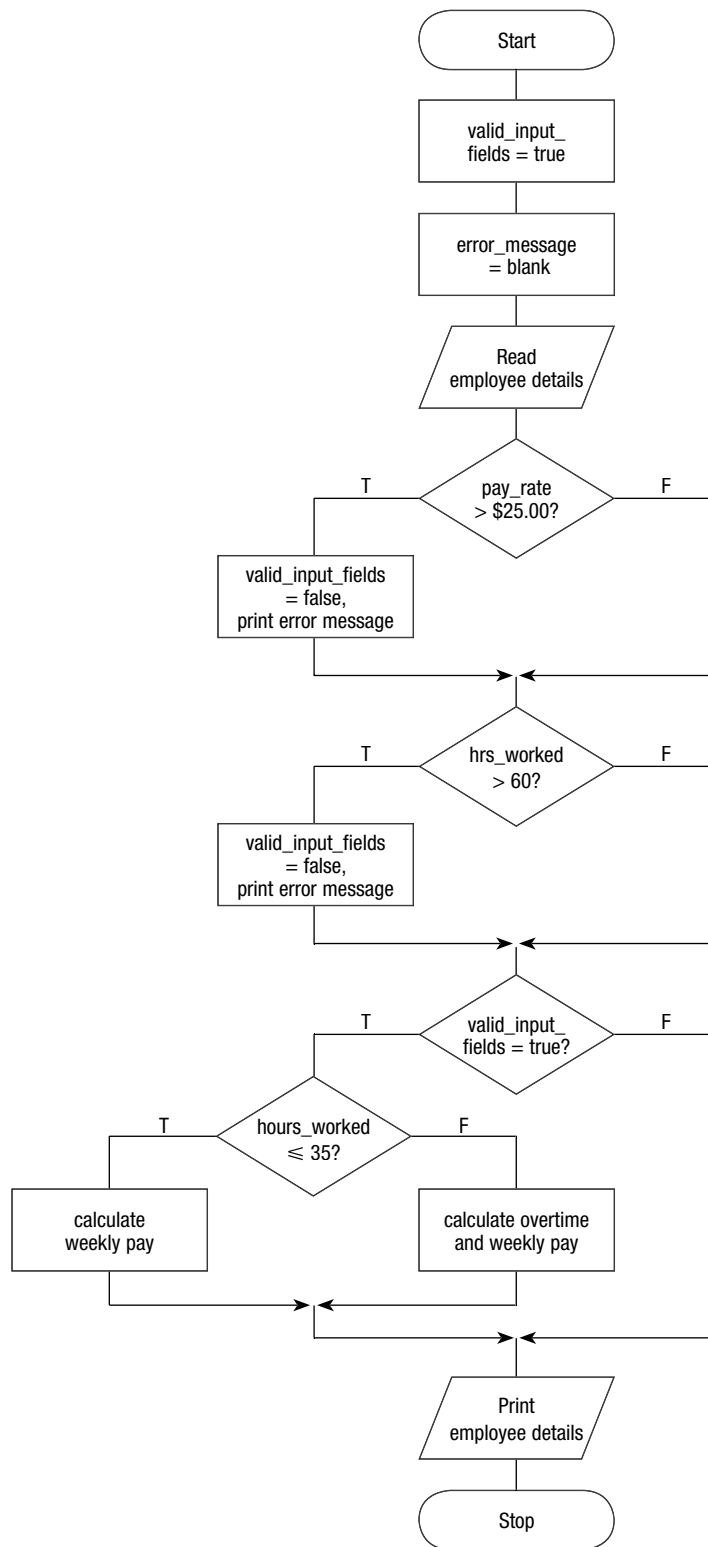 Start
valid_input_
fields = true
error_message
= blank
Read
employee details
T
pay_rate
> $25.00?
F
valid_input_fields
= false,
print error message
T
hrs_worked
> 60?
F
valid_input_fields
= false,
print error message
T
valid_input_
fields = true?
F
T
hours_worked
⩽ 35?
F
calculate
weekly pay
calculate overtime
and weekly pay
Print
employee details
Stop